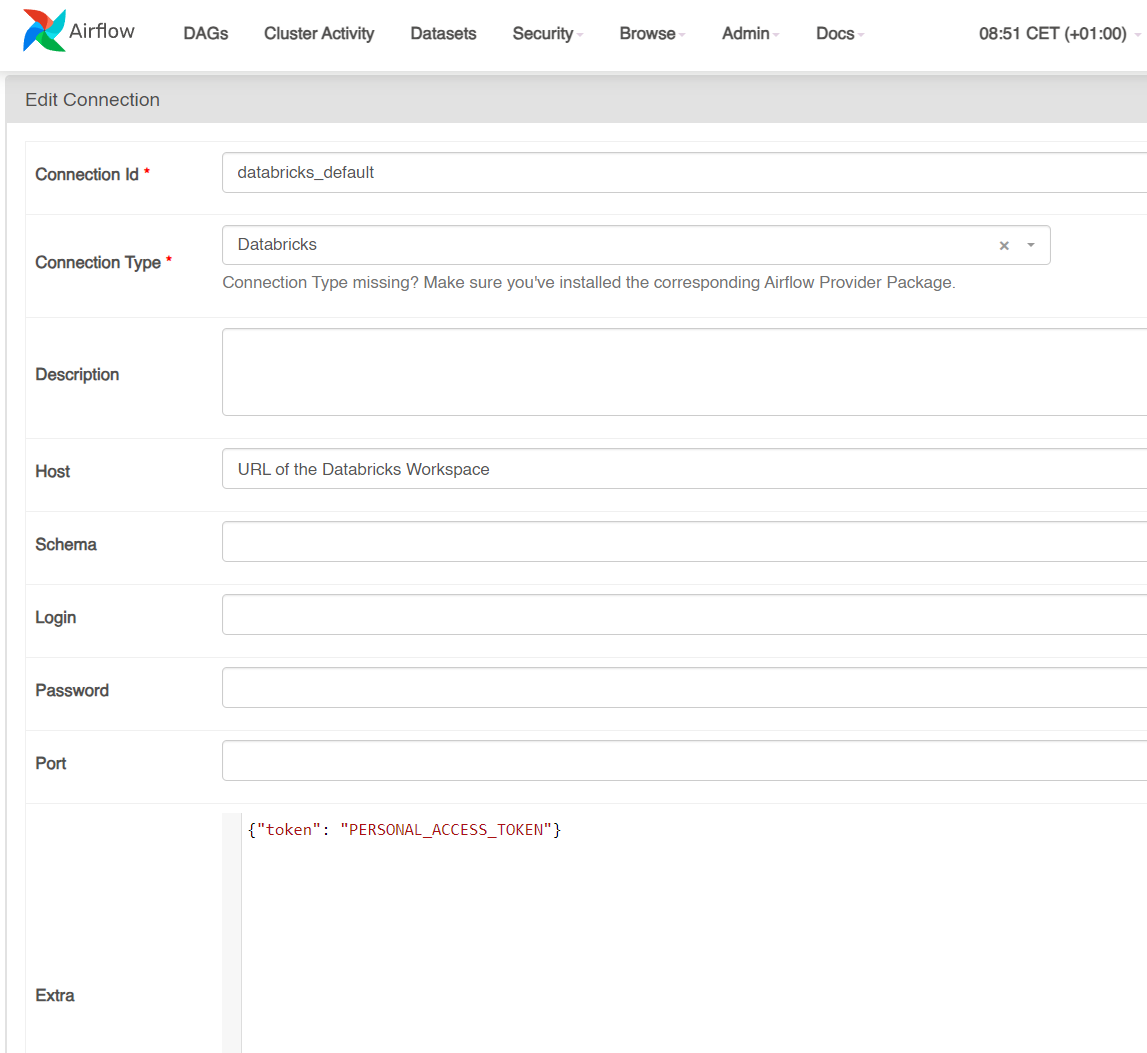 Airflow DAGs Cluster Activity Datasets Security Browse Admin Docs 08:51 CET (+01:00)
Edit Connection
Connection Id * databricks_default
Connection Type * Databricks × 
Connection Type missing? Make sure you've installed the corresponding Airflow Provider Package.
Description
Host URL of the Databricks Workspace
Schema
Login
Password
Port
{"token": "PERSONAL_ACCESS_TOKEN"}
Extra